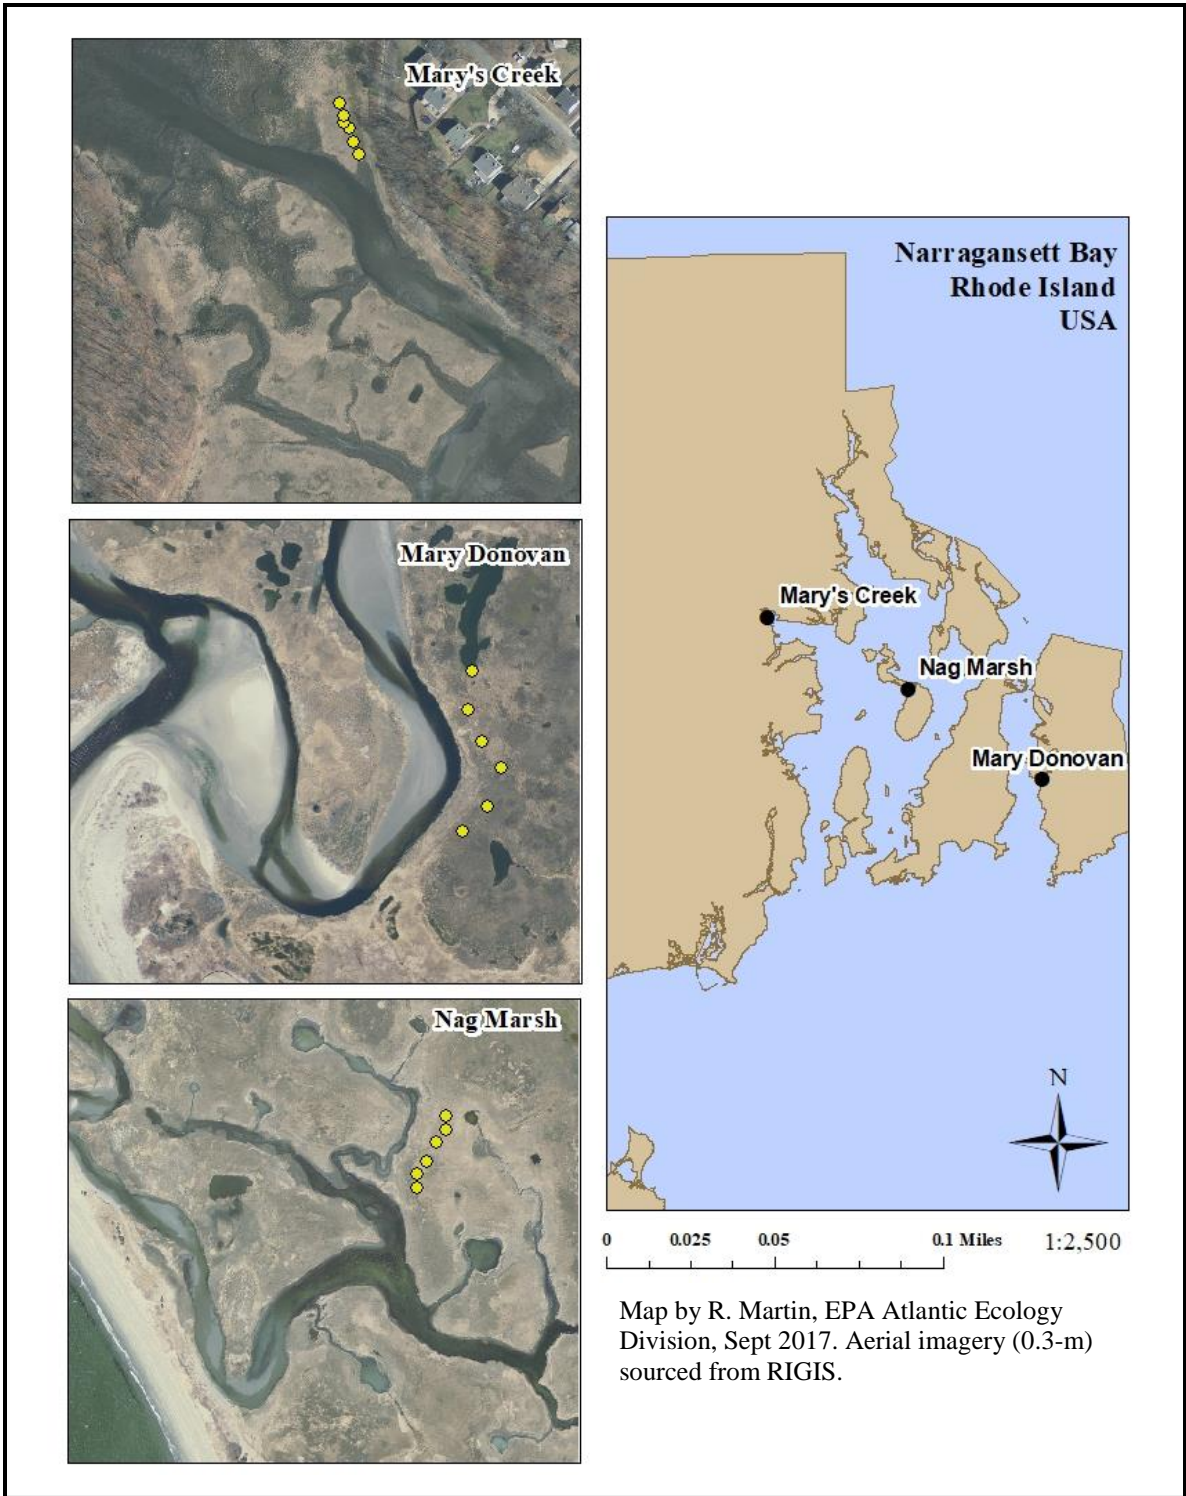 Mary's Creek
Mary Donovan
Nag Marsh
Narragansett Bay
Rhode Island
USA
Mary's Creek
Nag Marsh
Mary Donovan
N
0 0.025 0.05 0.1 Miles 1:2,500
Map by R. Martin, EPA Atlantic Ecology
Division, Sept 2017. Aerial imagery (0.3-m)
sourced from RIGIS.